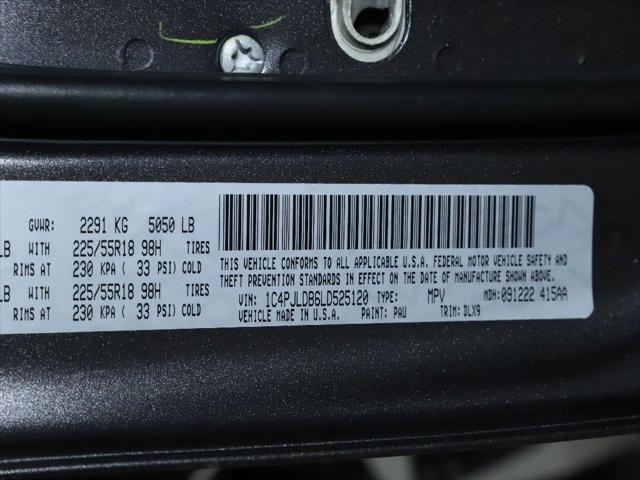 GVWR: 2291 KG 5050 LB
LB WITH 225/55R18 98H TIRES
RIMS AT 230 KPA ( 33 PSI) COLD
LB WITH 225/55R18 98H TIRES
RIMS AT 230 KPA ( 33 PSI) COLD
THIS VEHICLE CONFORMS TO ALL APPLICABLE U.S.A. FEDERAL MOTOR VEHICLE SAFETY AND
THEFT PREVENTION STANDARDS IN EFFECT ON THE DATE OF MANUFACTURE SHOWN ABOVE.
VIN: 1C4PJLDB6LD525120 TYPE: MPV MDH: 091222 415AA
VEHICLE MADE IN U.S.A. PAINT: PAU TRIM: DLX9